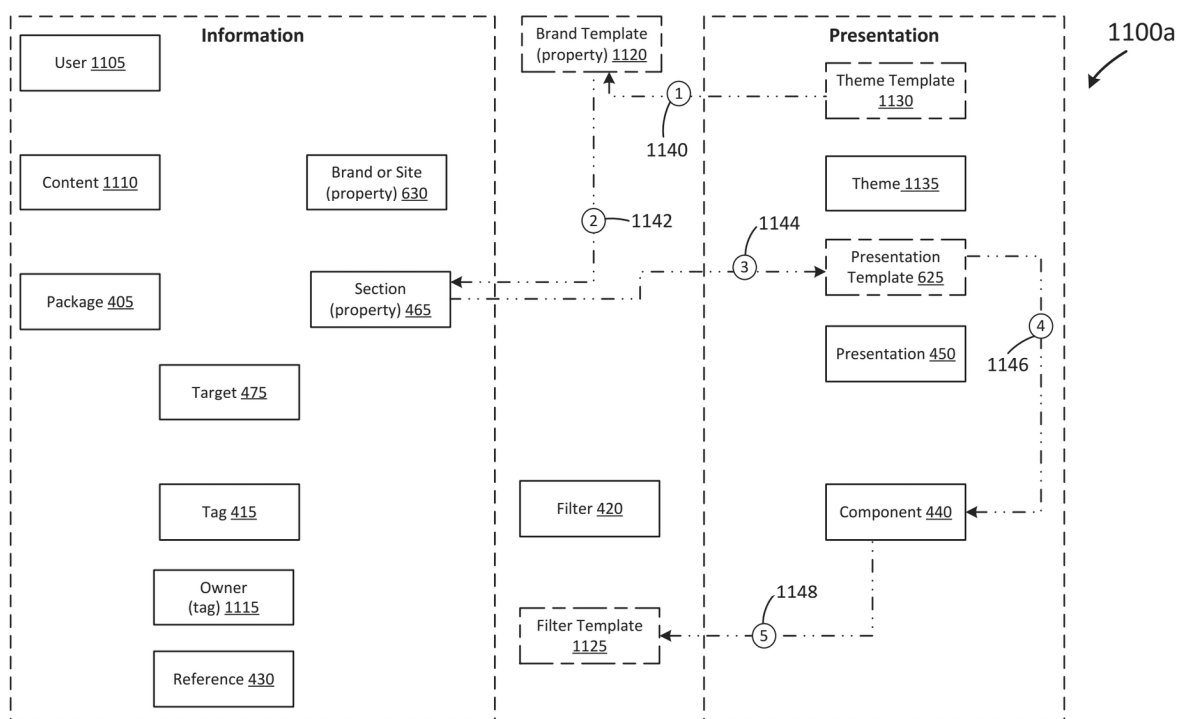 Information
Brand Template
(property) 1120
Presentation
1100a
User 1105
Theme Template
1130
1
1140
Content 1110
Brand or Site
(property) 630
Theme 1135
2
1142
1144
3
Presentation
Template 625
Package 405
Section
(property) 465
4
1146
Presentation 450
Target 475
Tag 415
Filter 420
Component 440
Owner
(tag) 1115
1148
5
Filter Template
1125
Reference 430